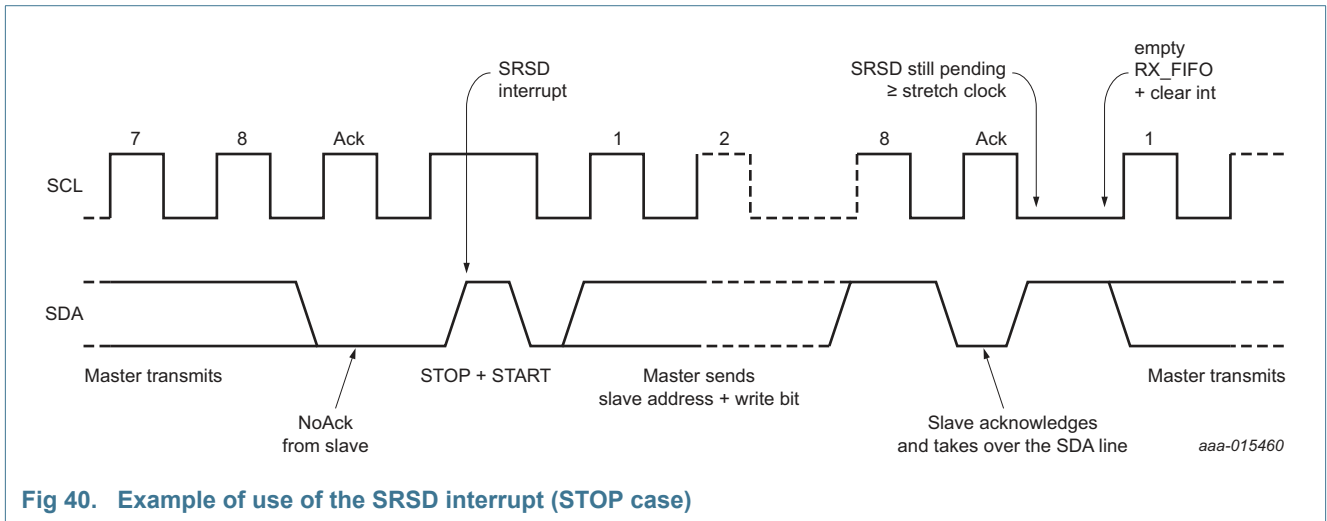 SRSD
interrupt
SRSD still pending
≥ stretch clock
empty
RX_FIFO
+ clear int
7 8 Ack 1 2 8 Ack 1
SCL
SDA
Master transmits
STOP + START
Master sends
slave address + write bit
Master transmits
NoAck
from slave
Slave acknowledges
and takes over the SDA line
aaa-015460
Fig 40. Example of use of the SRSD interrupt (STOP case)